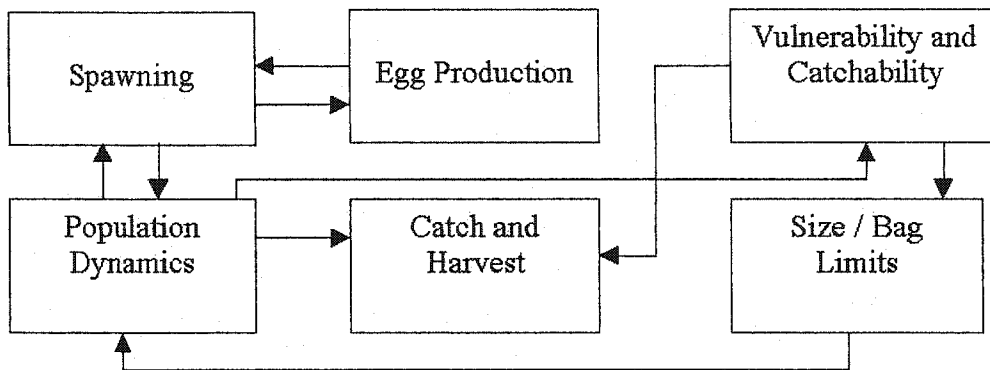 Spawning
Egg Production
Vulnerability and
Catchability
Population
Dynamics
Catch and
Harvest
Size / Bag
Limits